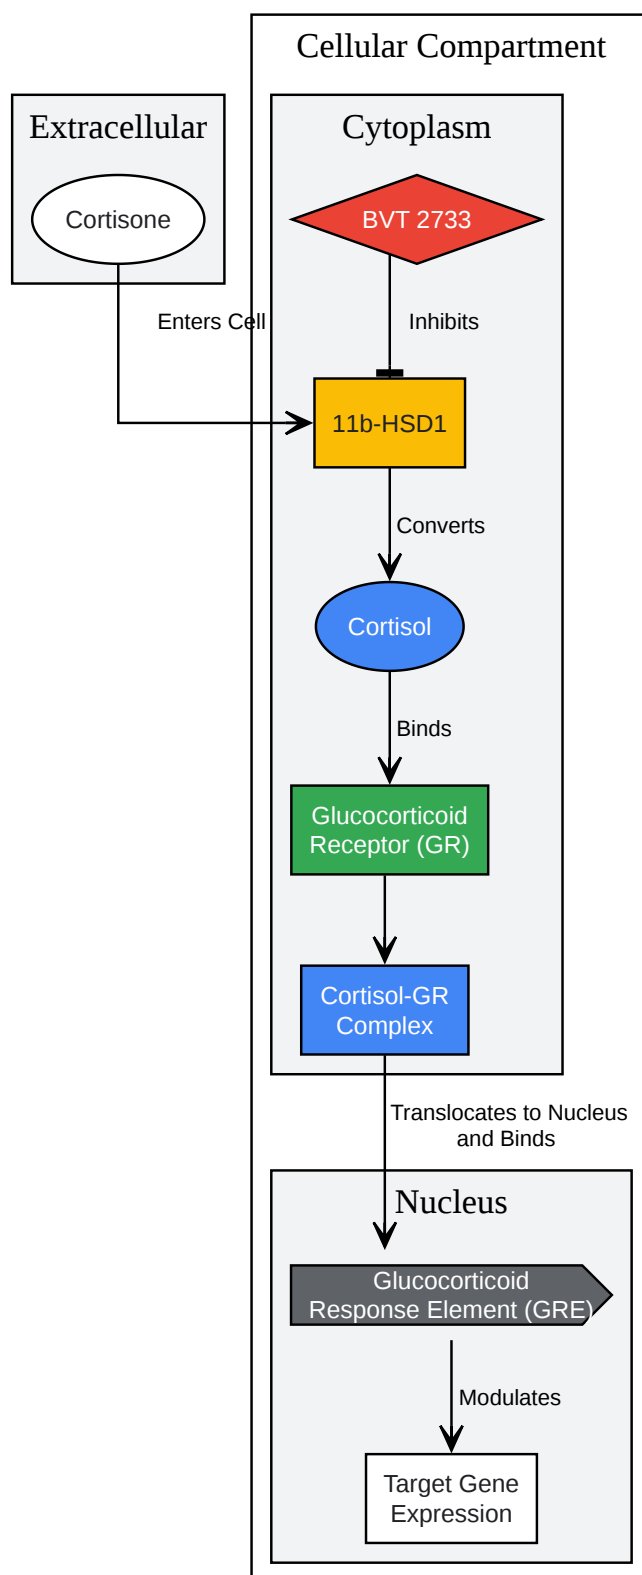 Cellular Compartment
Extracellular
Cytoplasm
Cortisone
BVT 2733
Enters Cell
Inhibits
11b-HSD1
Converts
Cortisol
Binds
Glucocorticoid
Receptor (GR)
Cortisol-GR
Complex
Translocates to Nucleus
and Binds
Nucleus
Glucocorticoid
Response Element (GRE)
Modulates
Target Gene
Expression